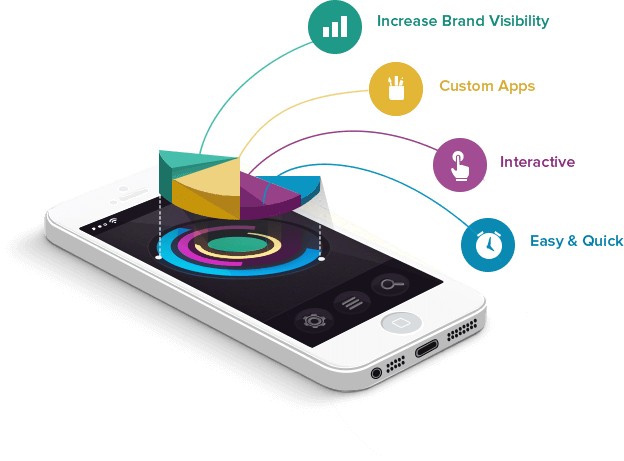 Increase Brand Visibility
Custom Apps
Interactive
Easy & Quick